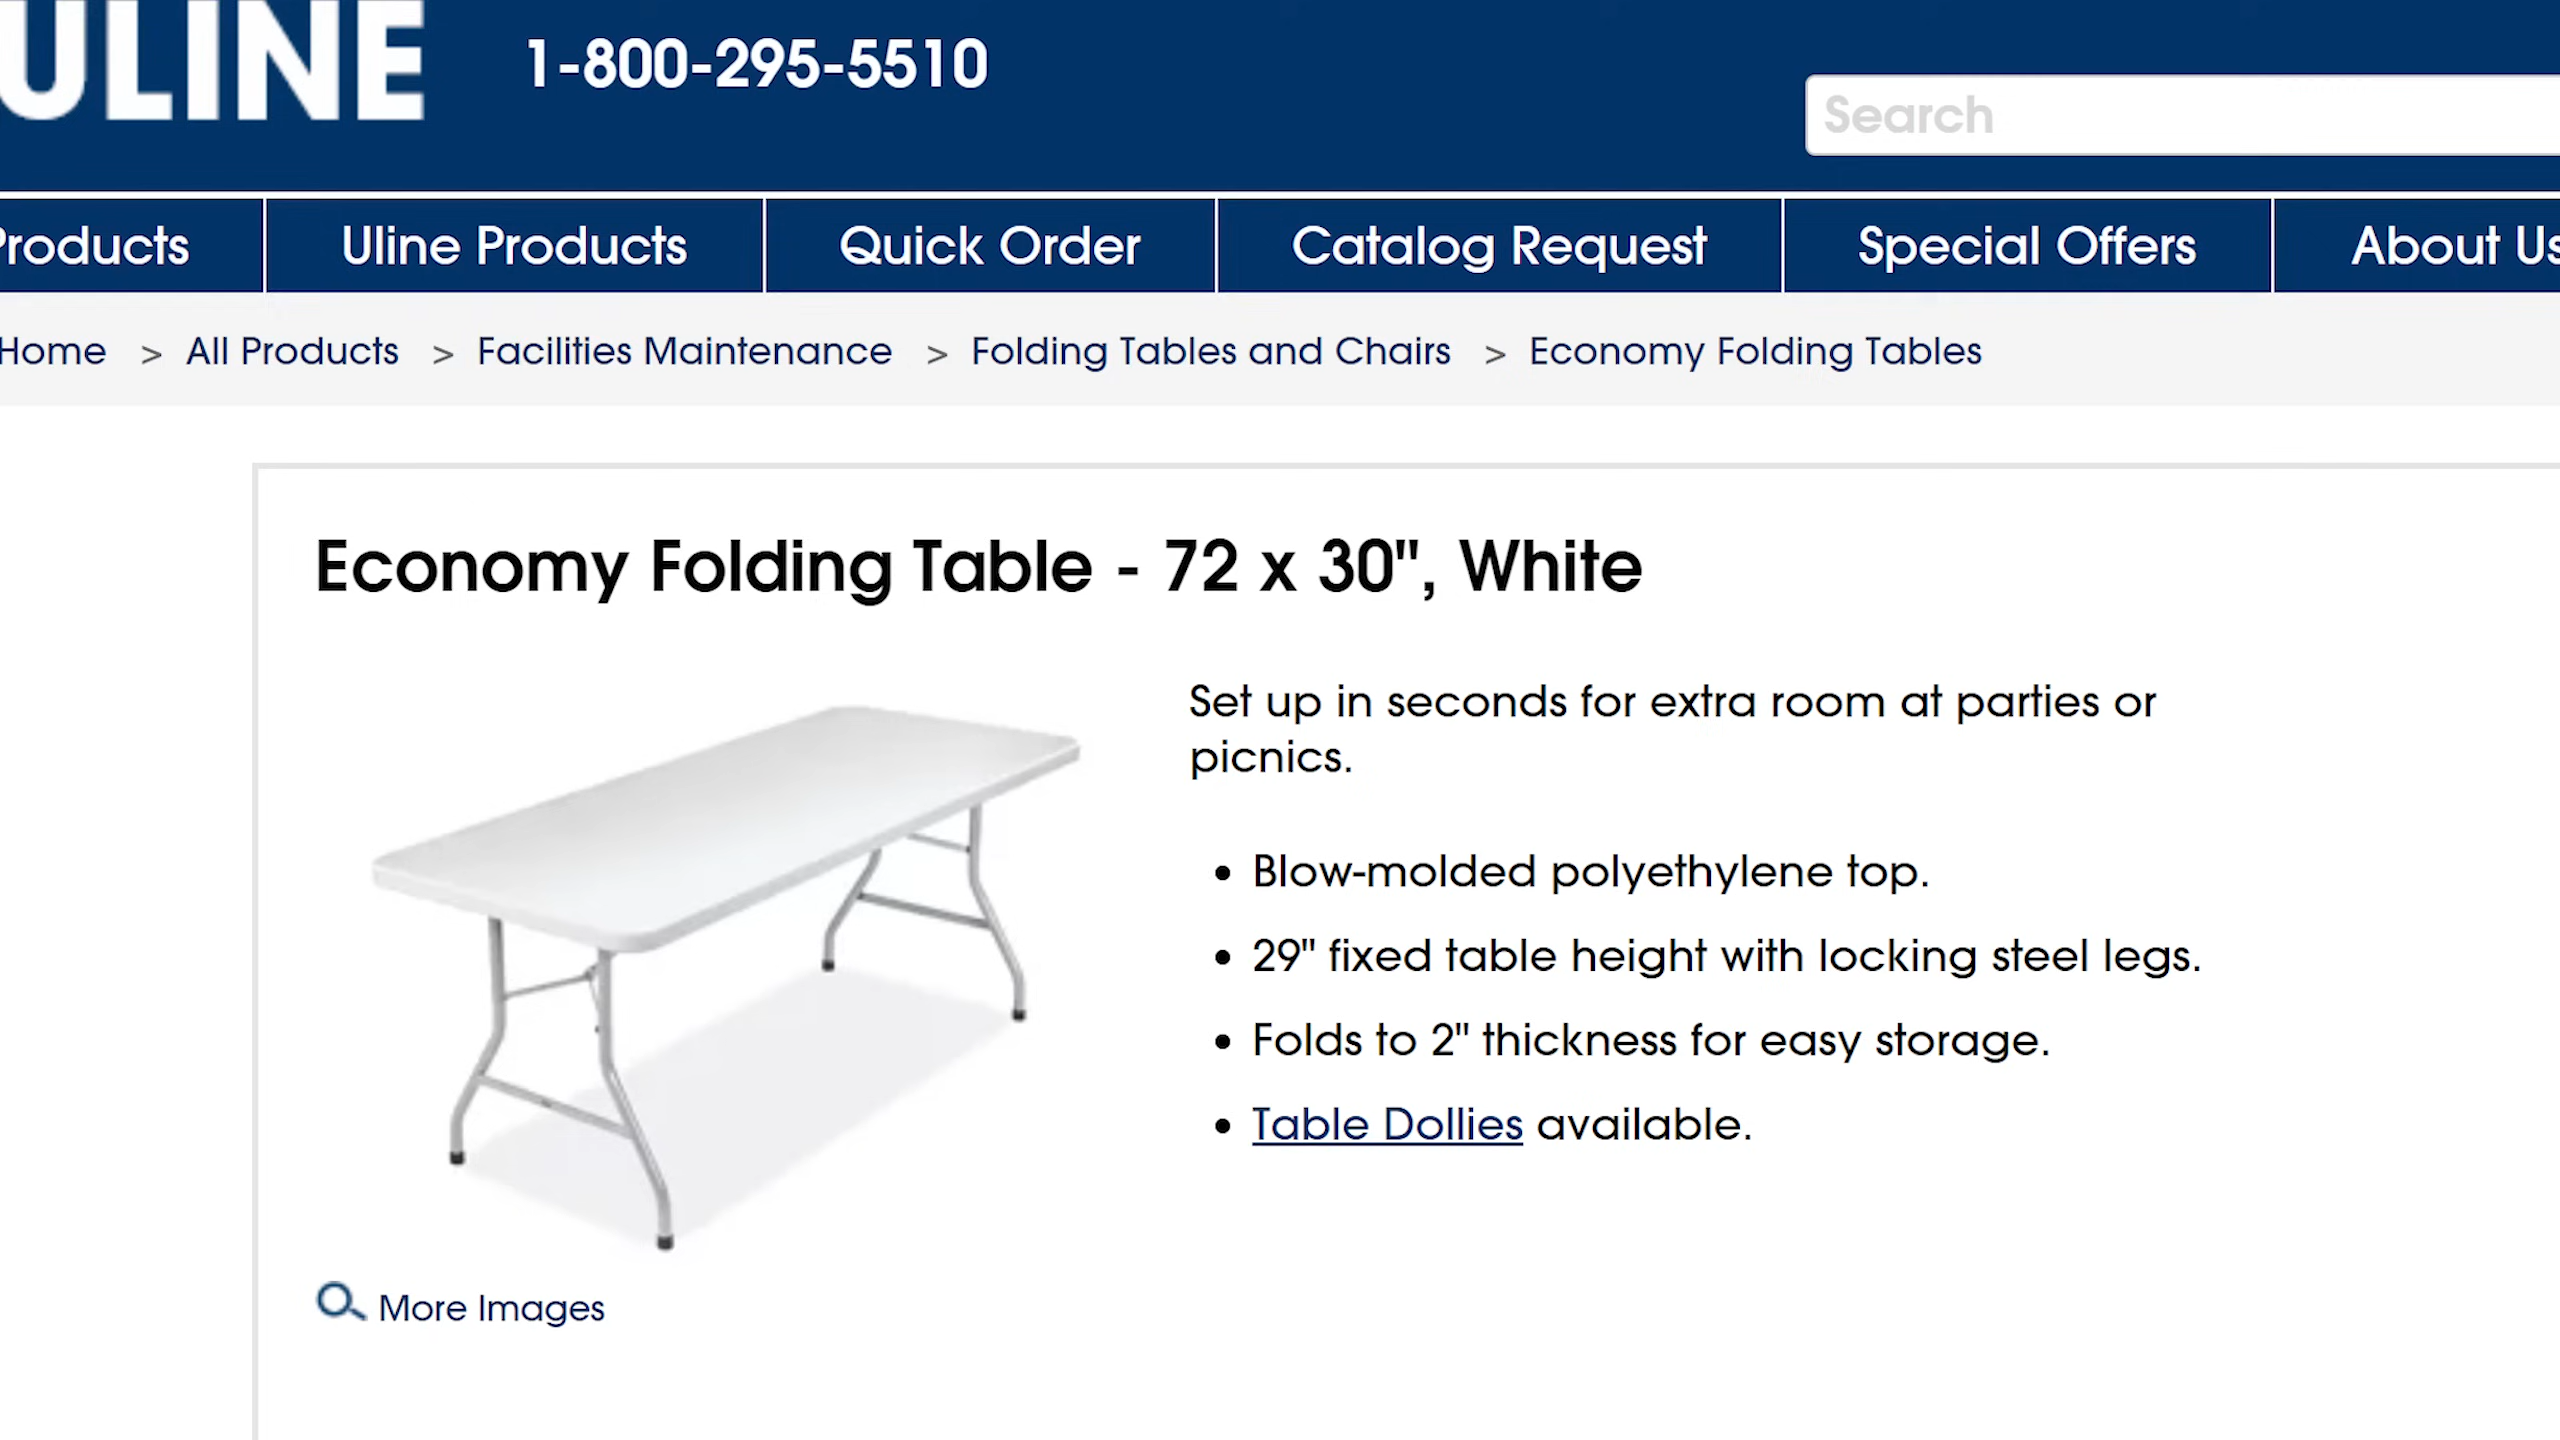 ULINE
1-800-295-5510
Search
Products
Uline Products
Quick Order
Catalog Request
Special Offers
About Us
Home > All Products > Facilities Maintenance > Folding Tables and Chairs > Economy Folding Tables
Economy Folding Table - 72 x 30", White
Set up in seconds for extra room at parties or
picnics.
• Blow-molded polyethylene top.
• 29" fixed table height with locking steel legs.
• Folds to 2" thickness for easy storage.
• Table Dollies available.
More Images